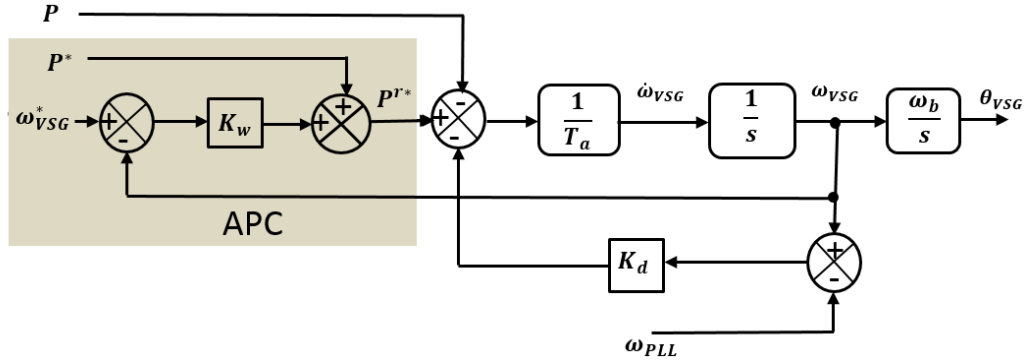 P
P*
ω*VSG
+
-
Kw
+
+
P^r*
-
+
-
1
Ta
ω̇VSG
1
s
ωVSG
ωb
s
θVSG
APC
Kd
+
-
ωPLL